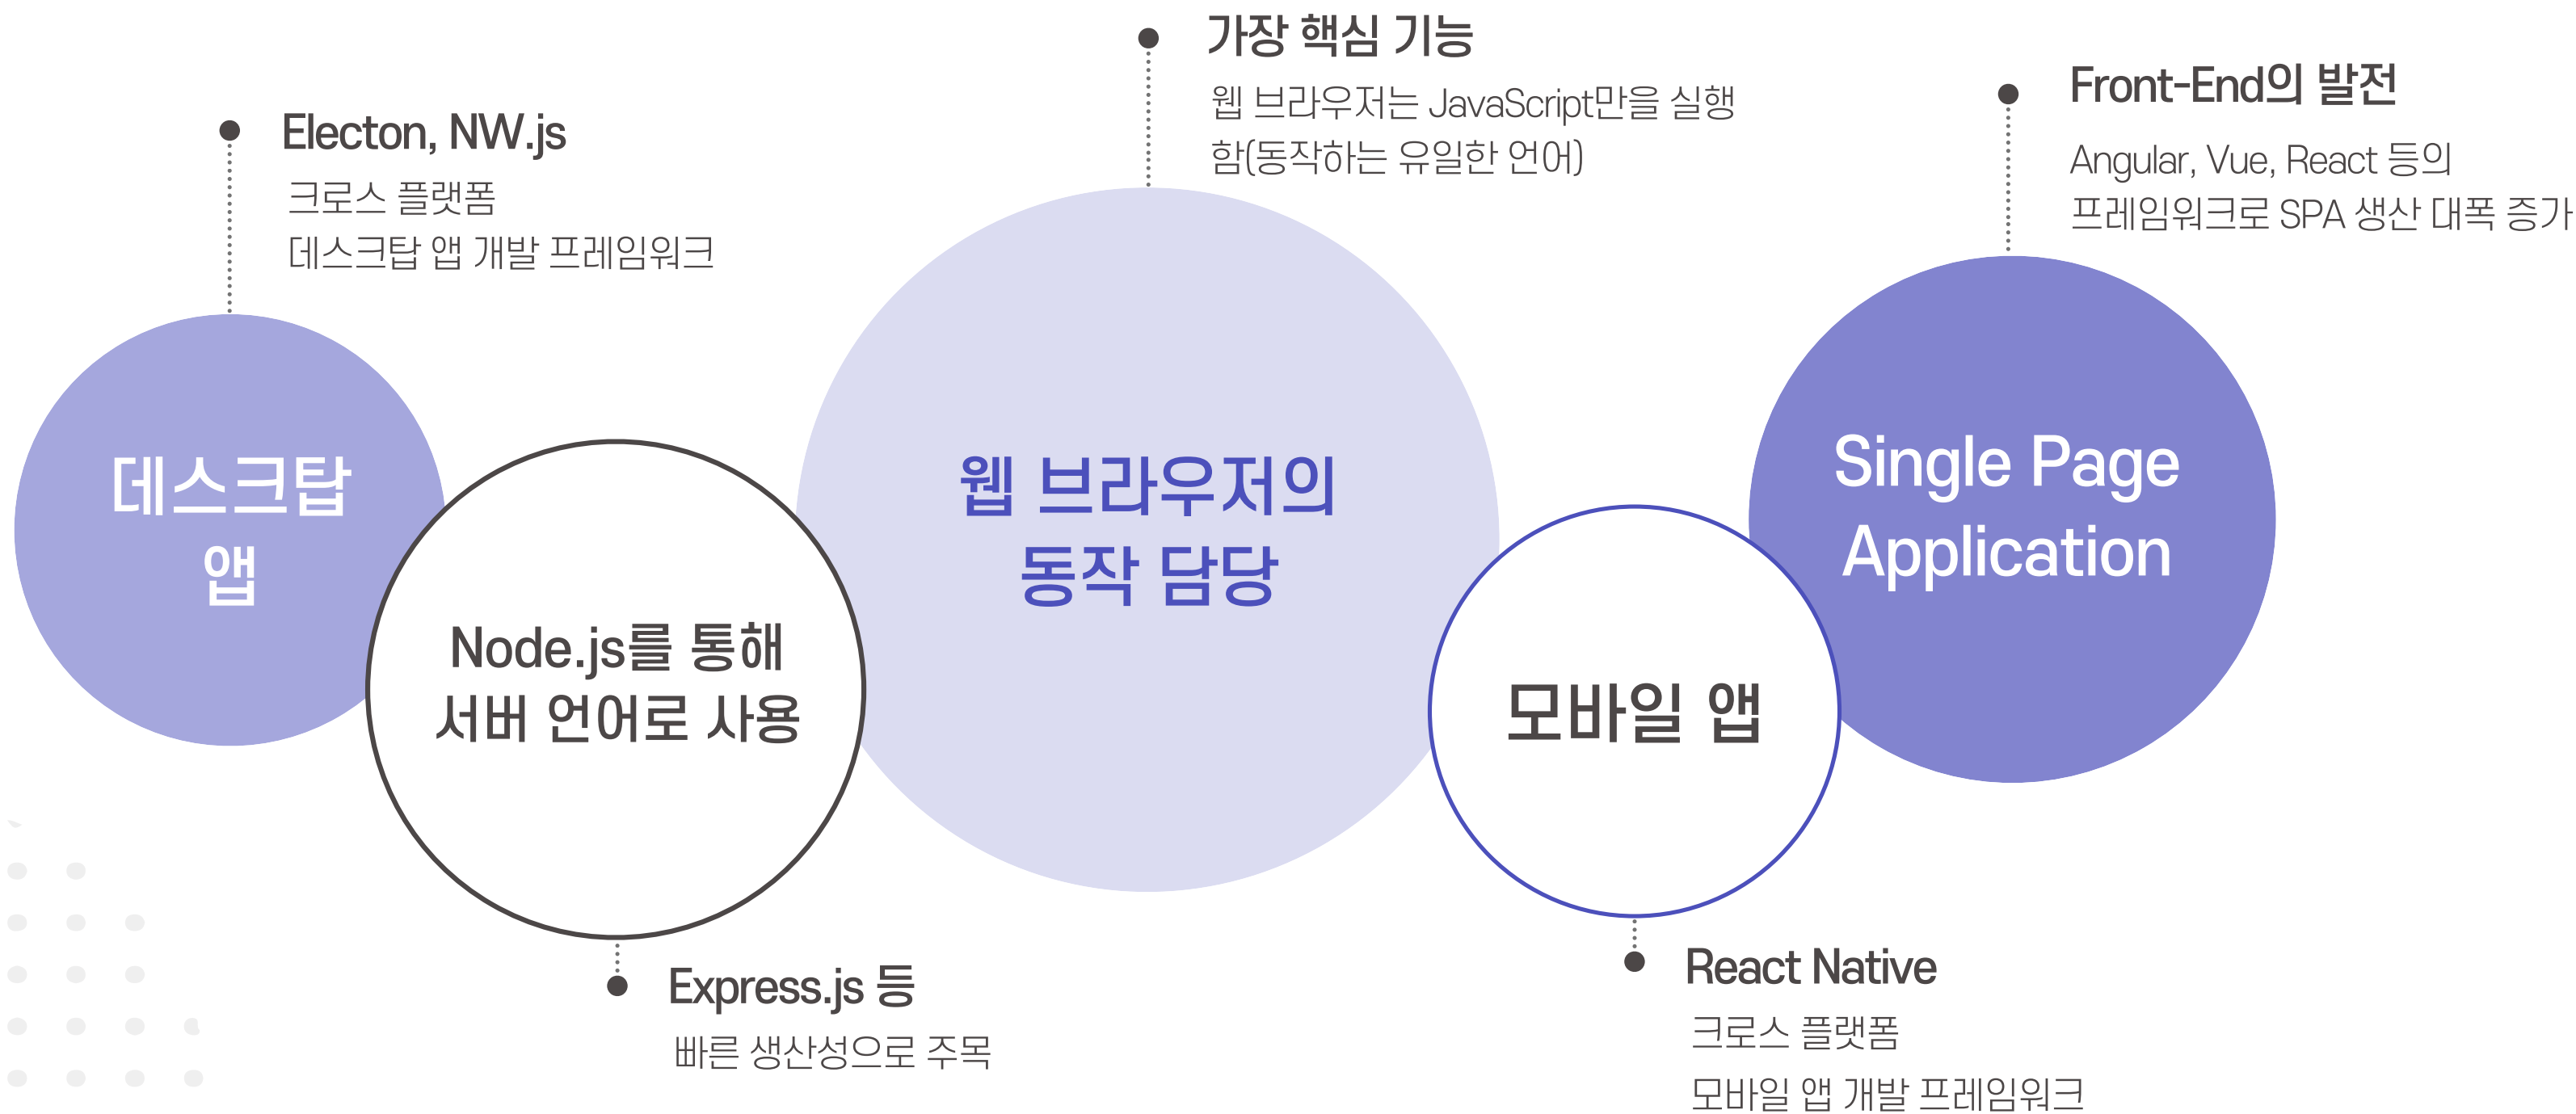 Electon, NW.js
크로스 플랫폼
데스크탑 앱 개발 프레임워크
데스크탑
앱
Node.js를 통해
서버 언어로 사용
Express.js 등
빠른 생산성으로 주목
가장 핵심 기능
웹 브라우저는 JavaScript만을 실행
함(동작하는 유일한 언어)
웹 브라우저의
동작 담당
모바일 앱
React Native
크로스 플랫폼
모바일 앱 개발 프레임워크
Front-End의 발전
Angular, Vue, React 등의
프레임워크로 SPA 생산 대폭 증가
Single Page
Application